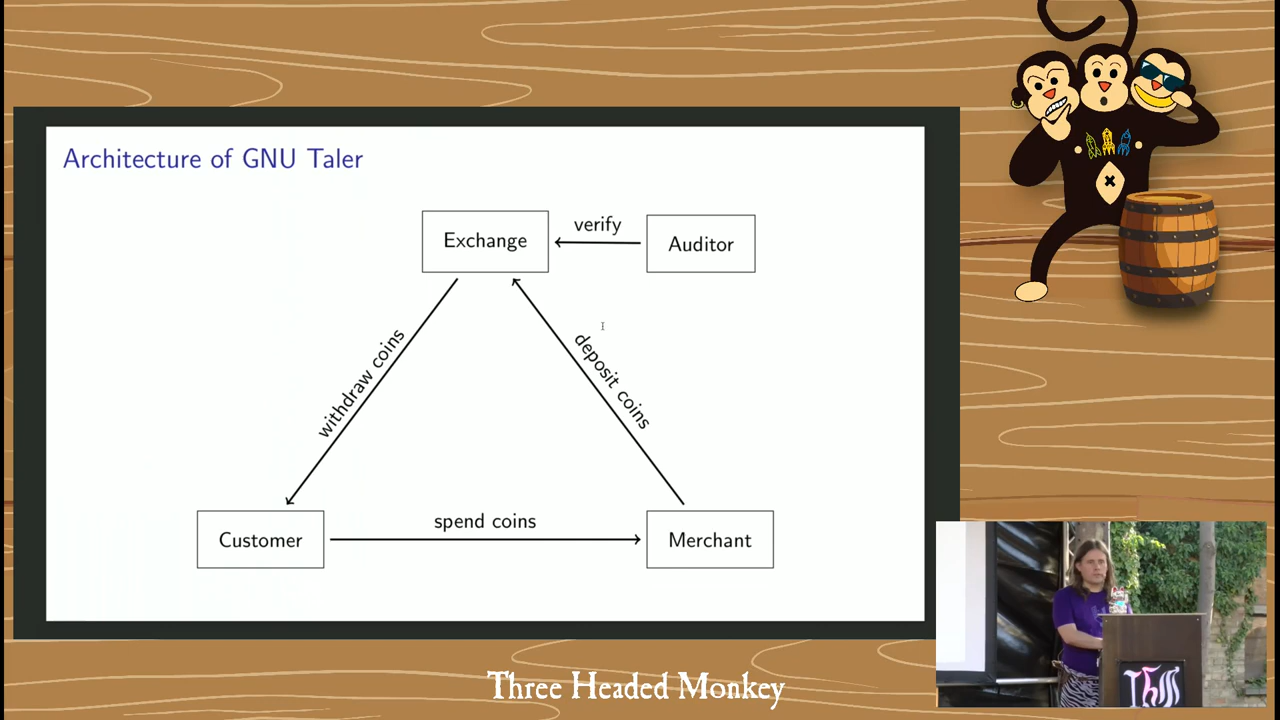 Architecture of GNU Taler
Exchange
verify
Auditor
withdraw coins
deposit coins
Customer
spend coins
Merchant
Three Headed Monkey